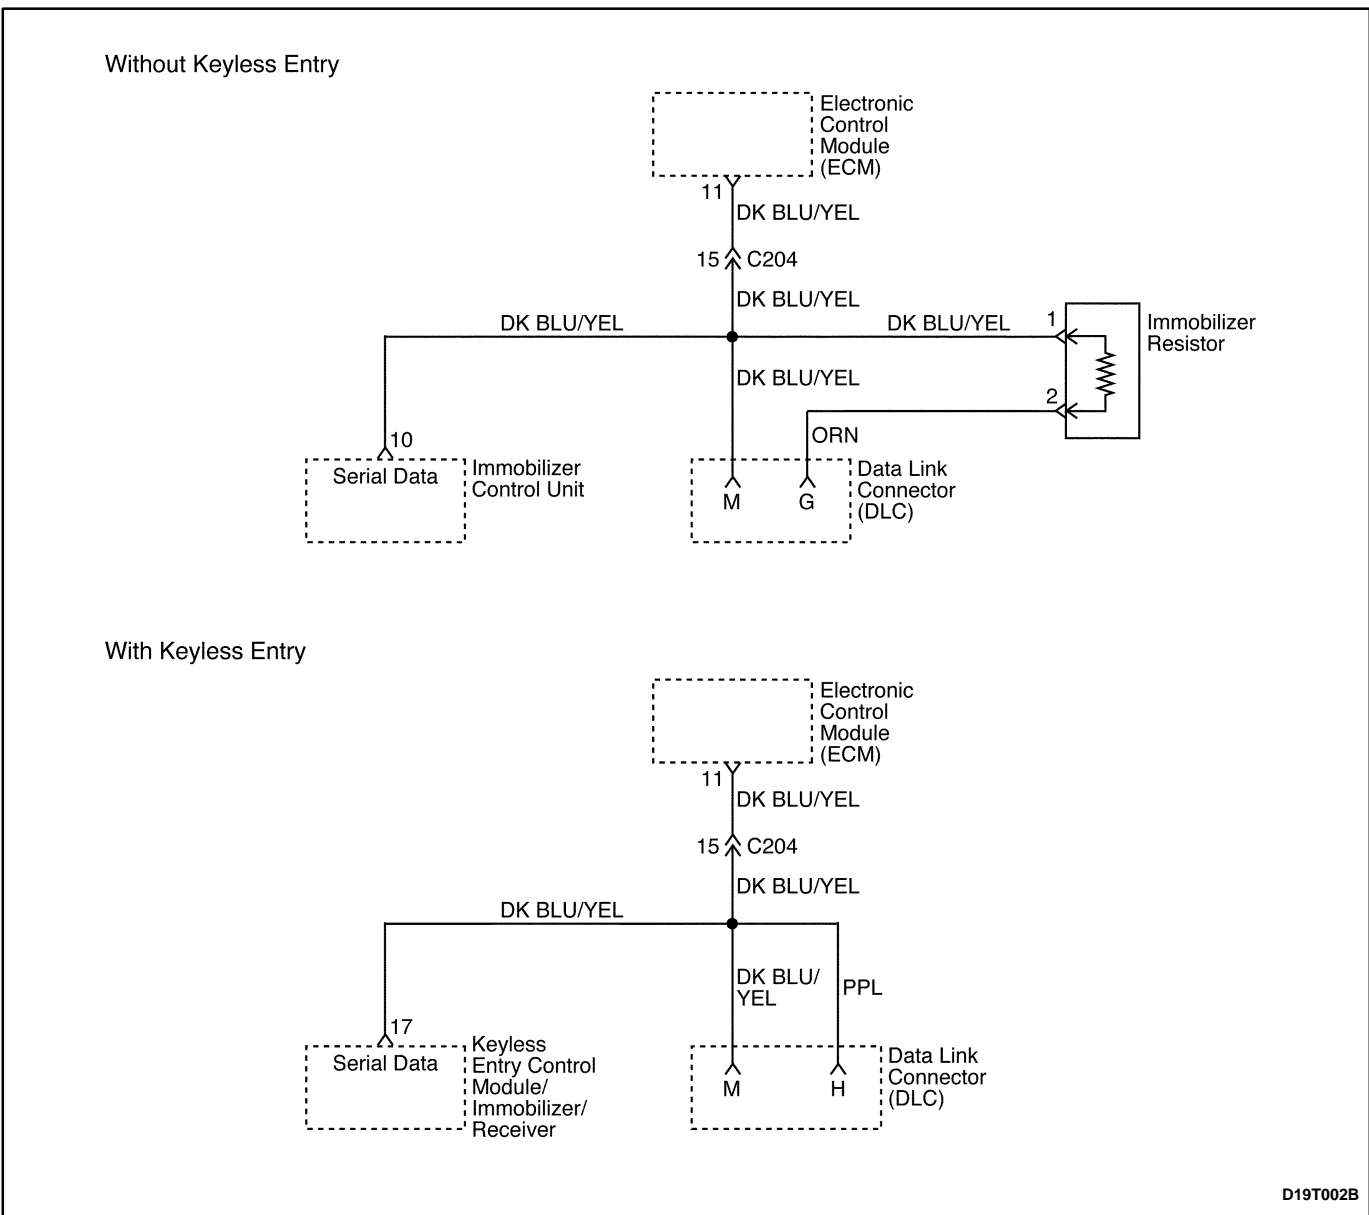 Without Keyless Entry
Electronic
Control
Module
(ECM)
11
DK BLU/YEL
15 C204
DK BLU/YEL
DK BLU/YEL
DK BLU/YEL
1
Immobilizer
Resistor
DK BLU/YEL
2
ORN
10
Serial Data
Immobilizer
Control Unit
M
G
Data Link
Connector
(DLC)
With Keyless Entry
Electronic
Control
Module
(ECM)
11
DK BLU/YEL
15 C204
DK BLU/YEL
DK BLU/YEL
DK BLU/
YEL
PPL
17
Serial Data
Keyless
Entry Control
Module/
Immobilizer/
Receiver
M
H
Data Link
Connector
(DLC)
D19T002B